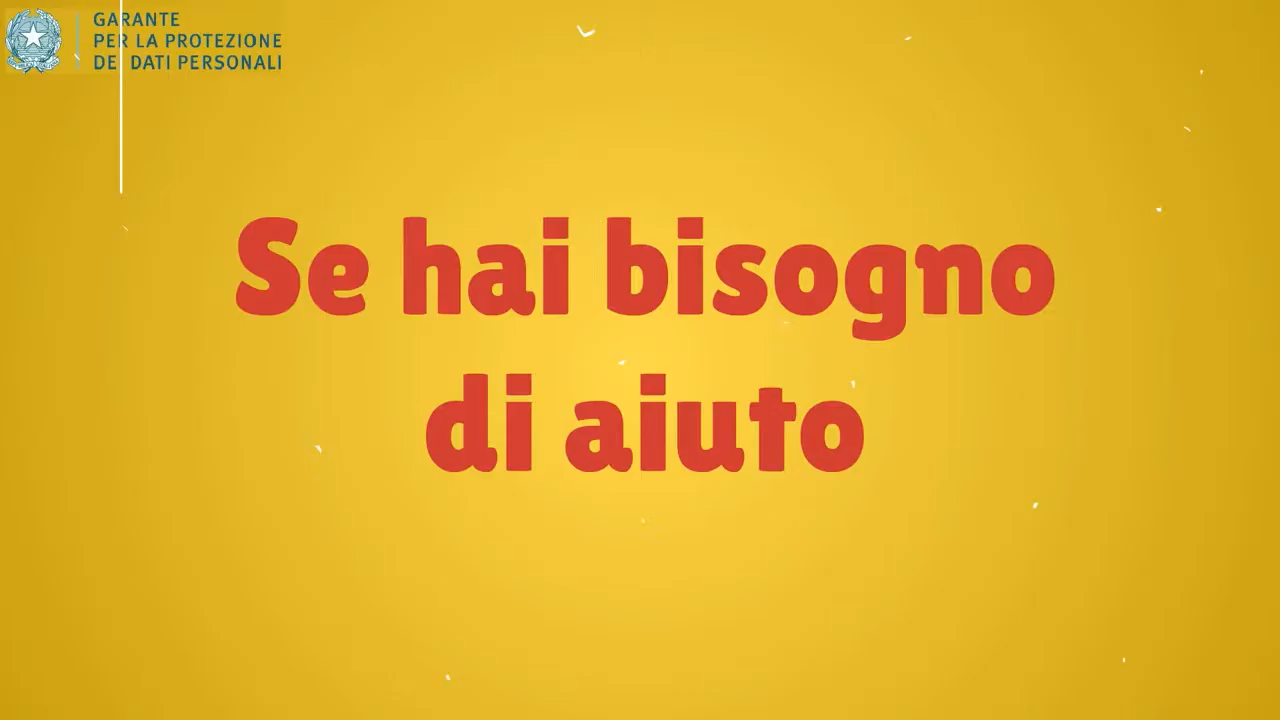 GARANTE
PER LA PROTEZIONE
DEI DATI PERSONALI
Se hai bisogno
di aiuto